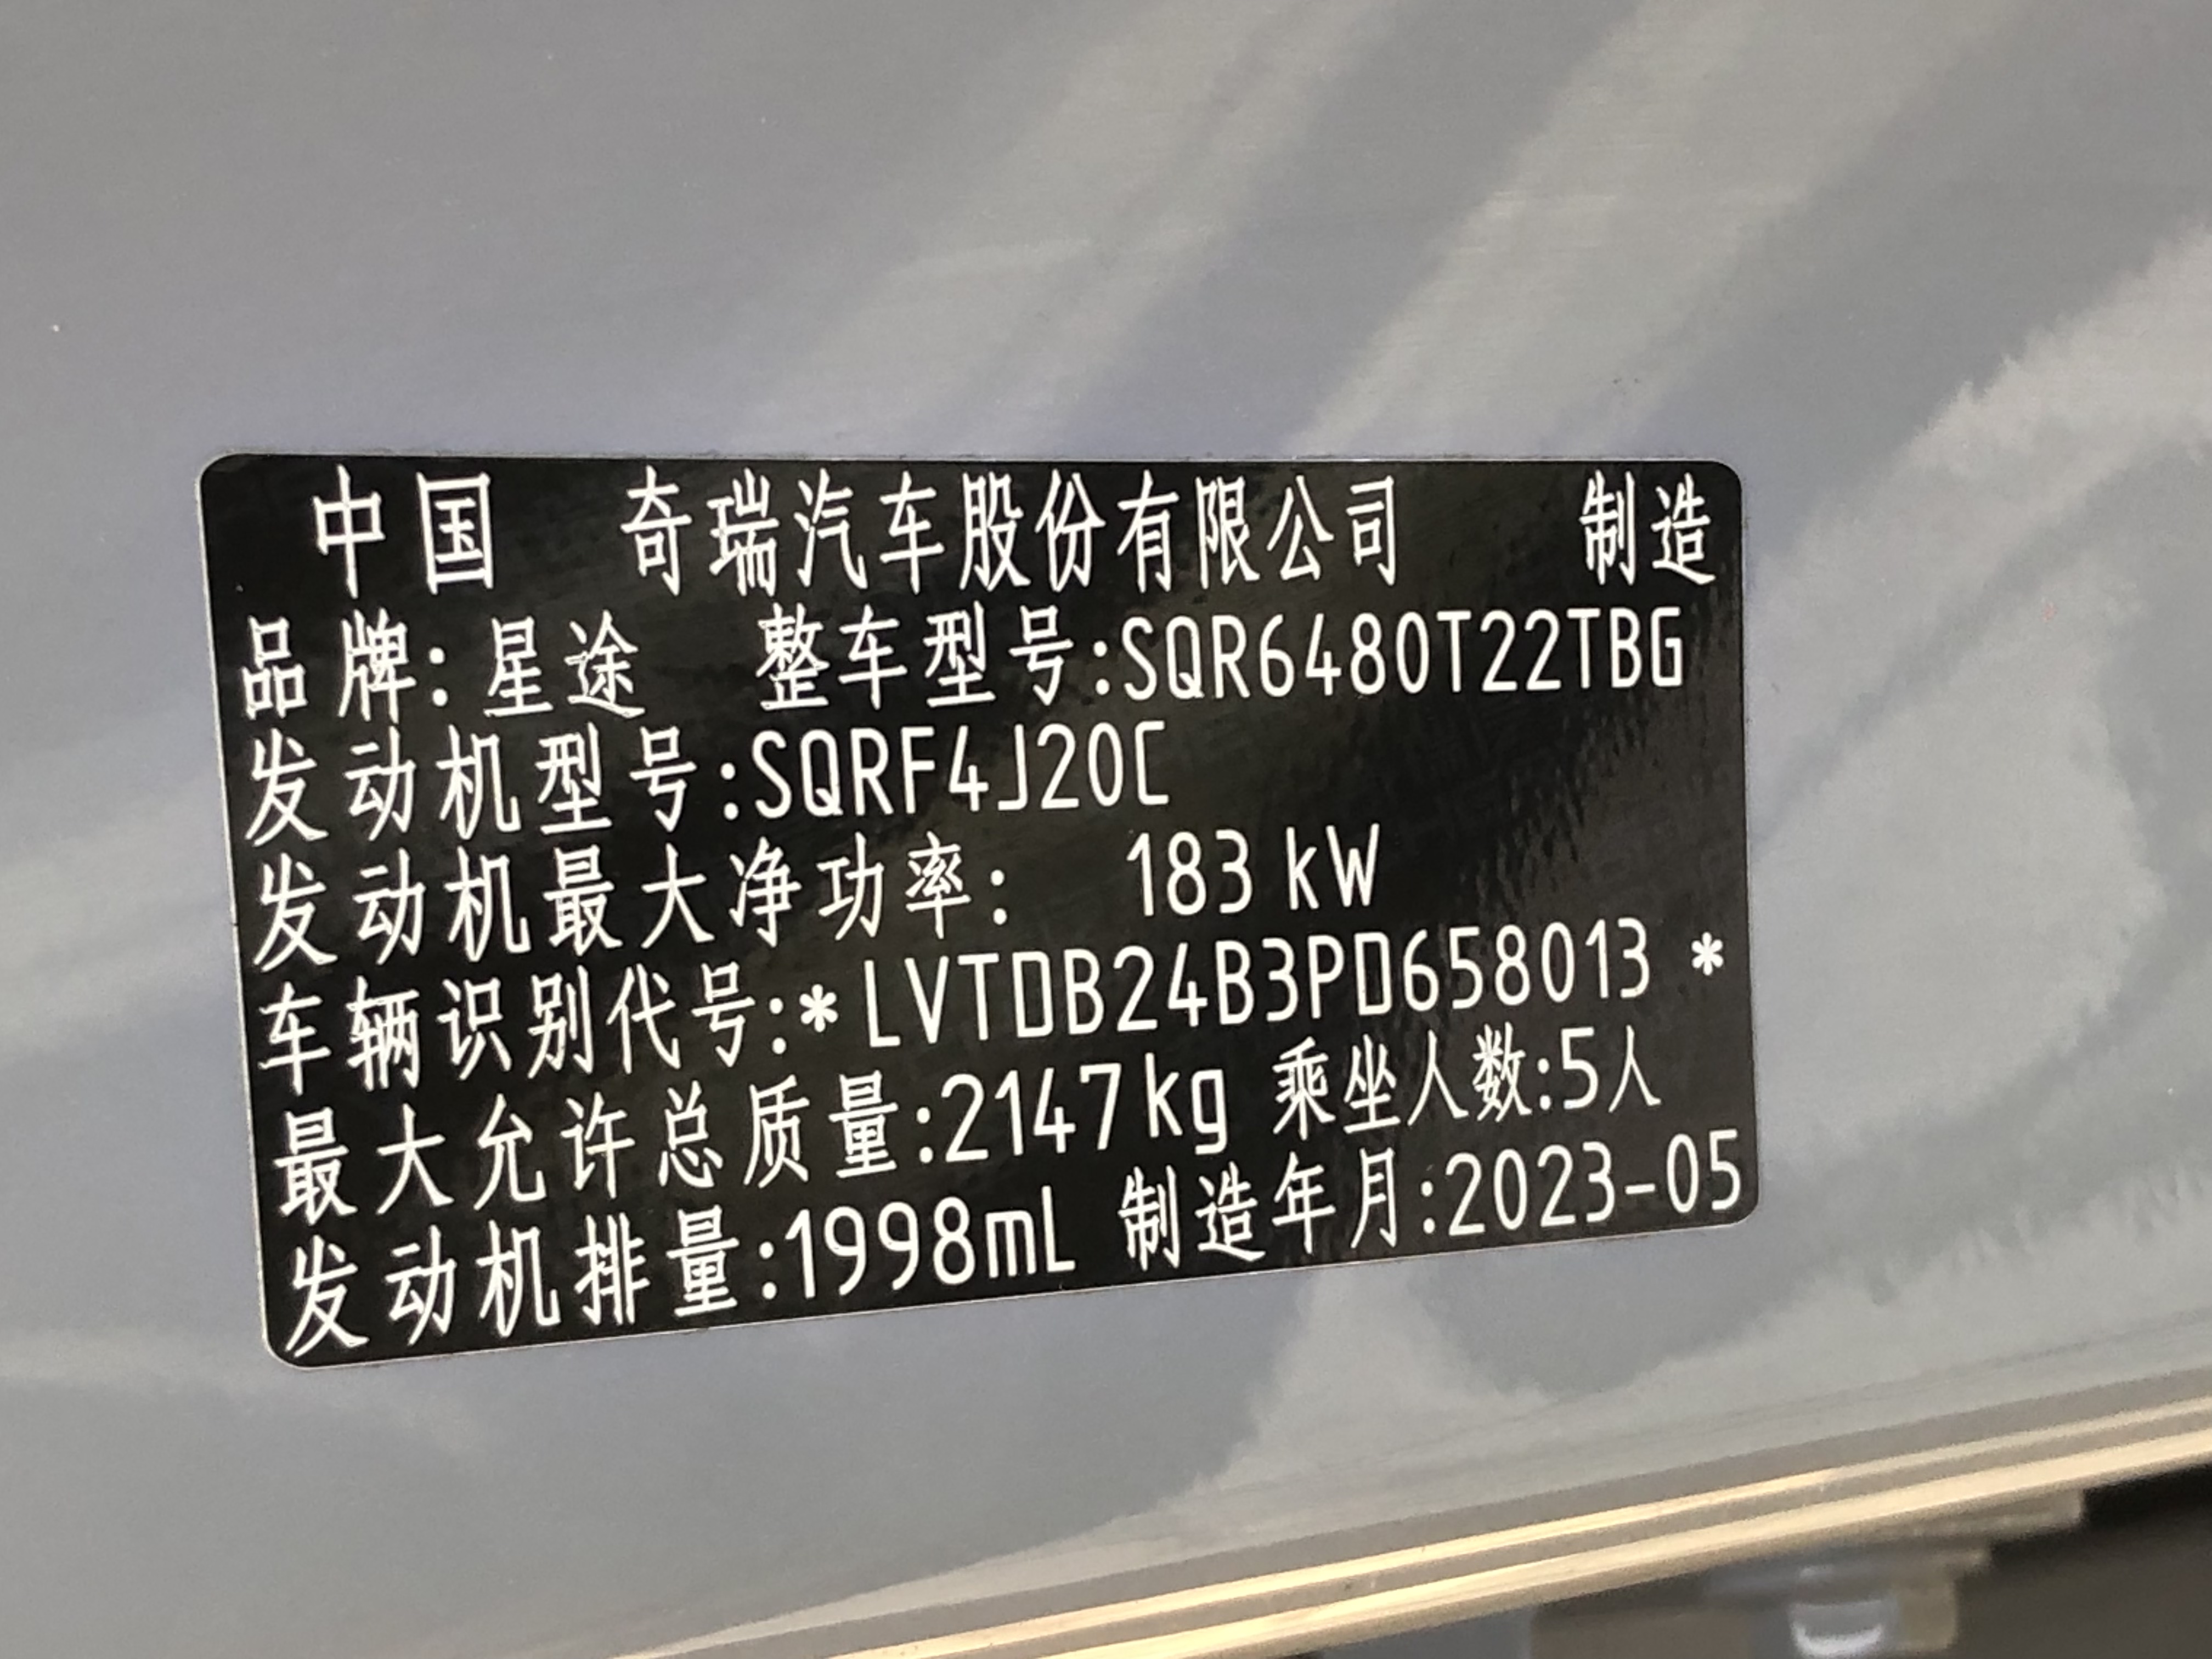 中国 奇瑞汽车股份有限公司 制造
品牌:星途 整车型号:SQR6480T22TBG
发动机型号:SQRF4J20C
发动机最大净功率: 183 kW
车辆识别代号:*LVTDB24B3PD658013 *
最大允许总质量:2147kg 乘坐人数:5人
发动机排量:1998mL 制造年月:2023-05